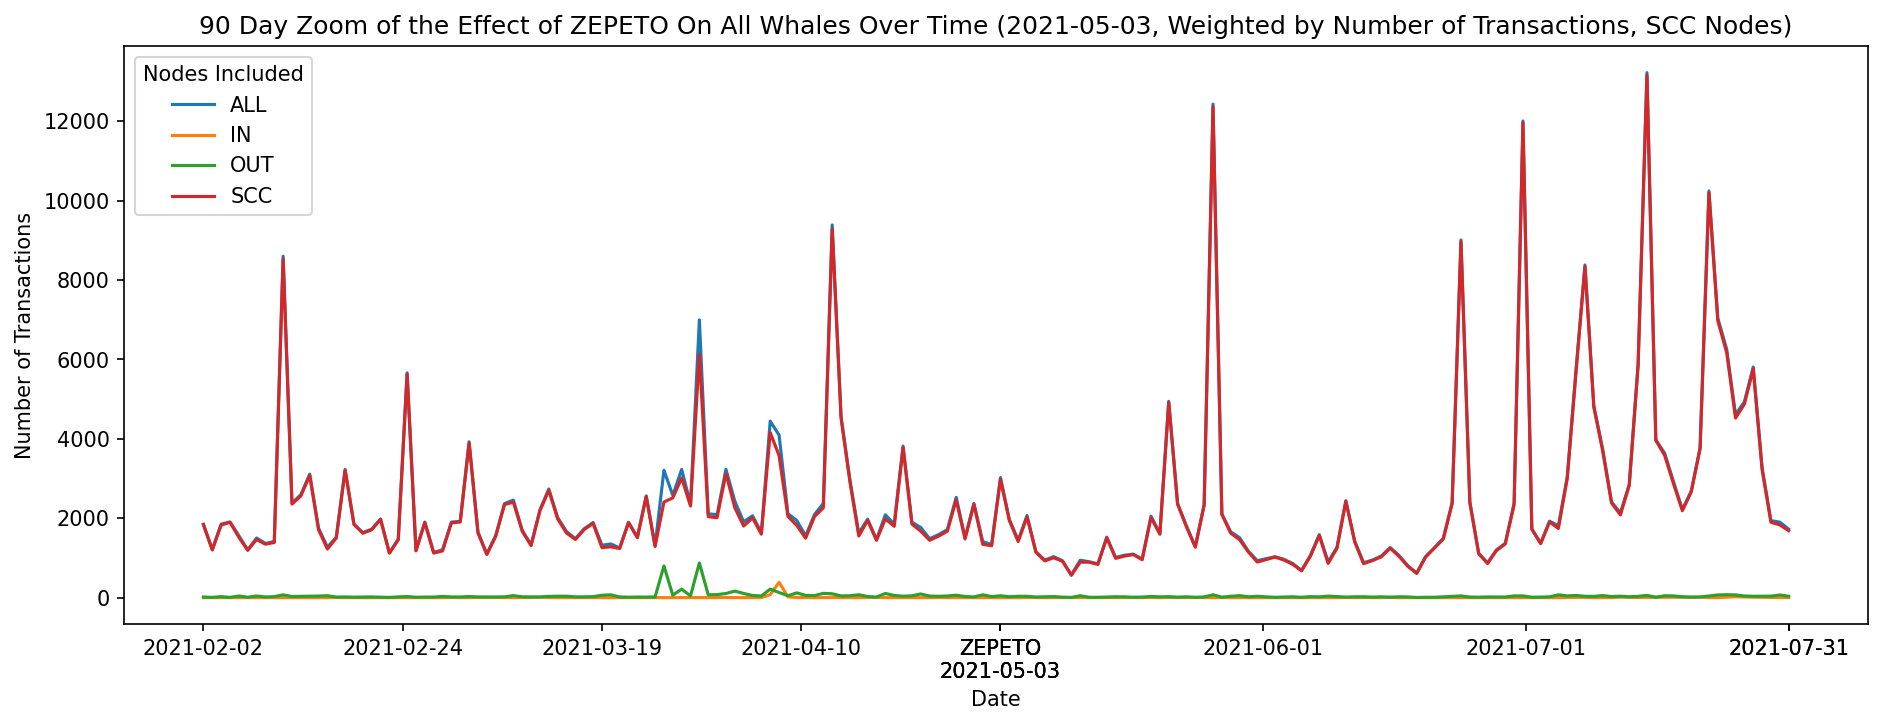 90 Day Zoom of the Effect of ZEPETO On All Whales Over Time (2021-05-03, Weighted by Number of Transactions, SCC Nodes)
Nodes Included
ALL
IN
OUT
SCC
Number of Transactions
12000
10000
8000
6000
4000
2000
0
2021-02-02
2021-02-24
2021-03-19
2021-04-10
ZEPETO
2021-05-03
2021-06-01
2021-07-01
2021-07-31
Date